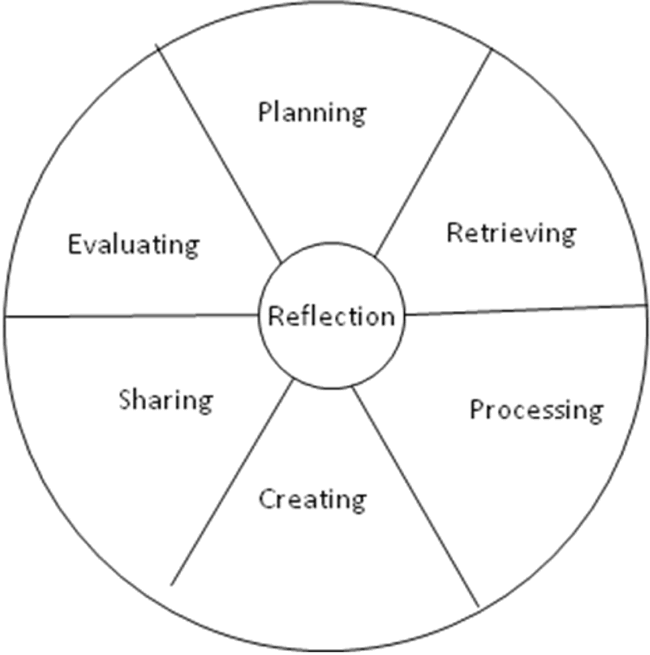 Planning
Retrieving
Evaluating
Reflection
Sharing
Processing
Creating